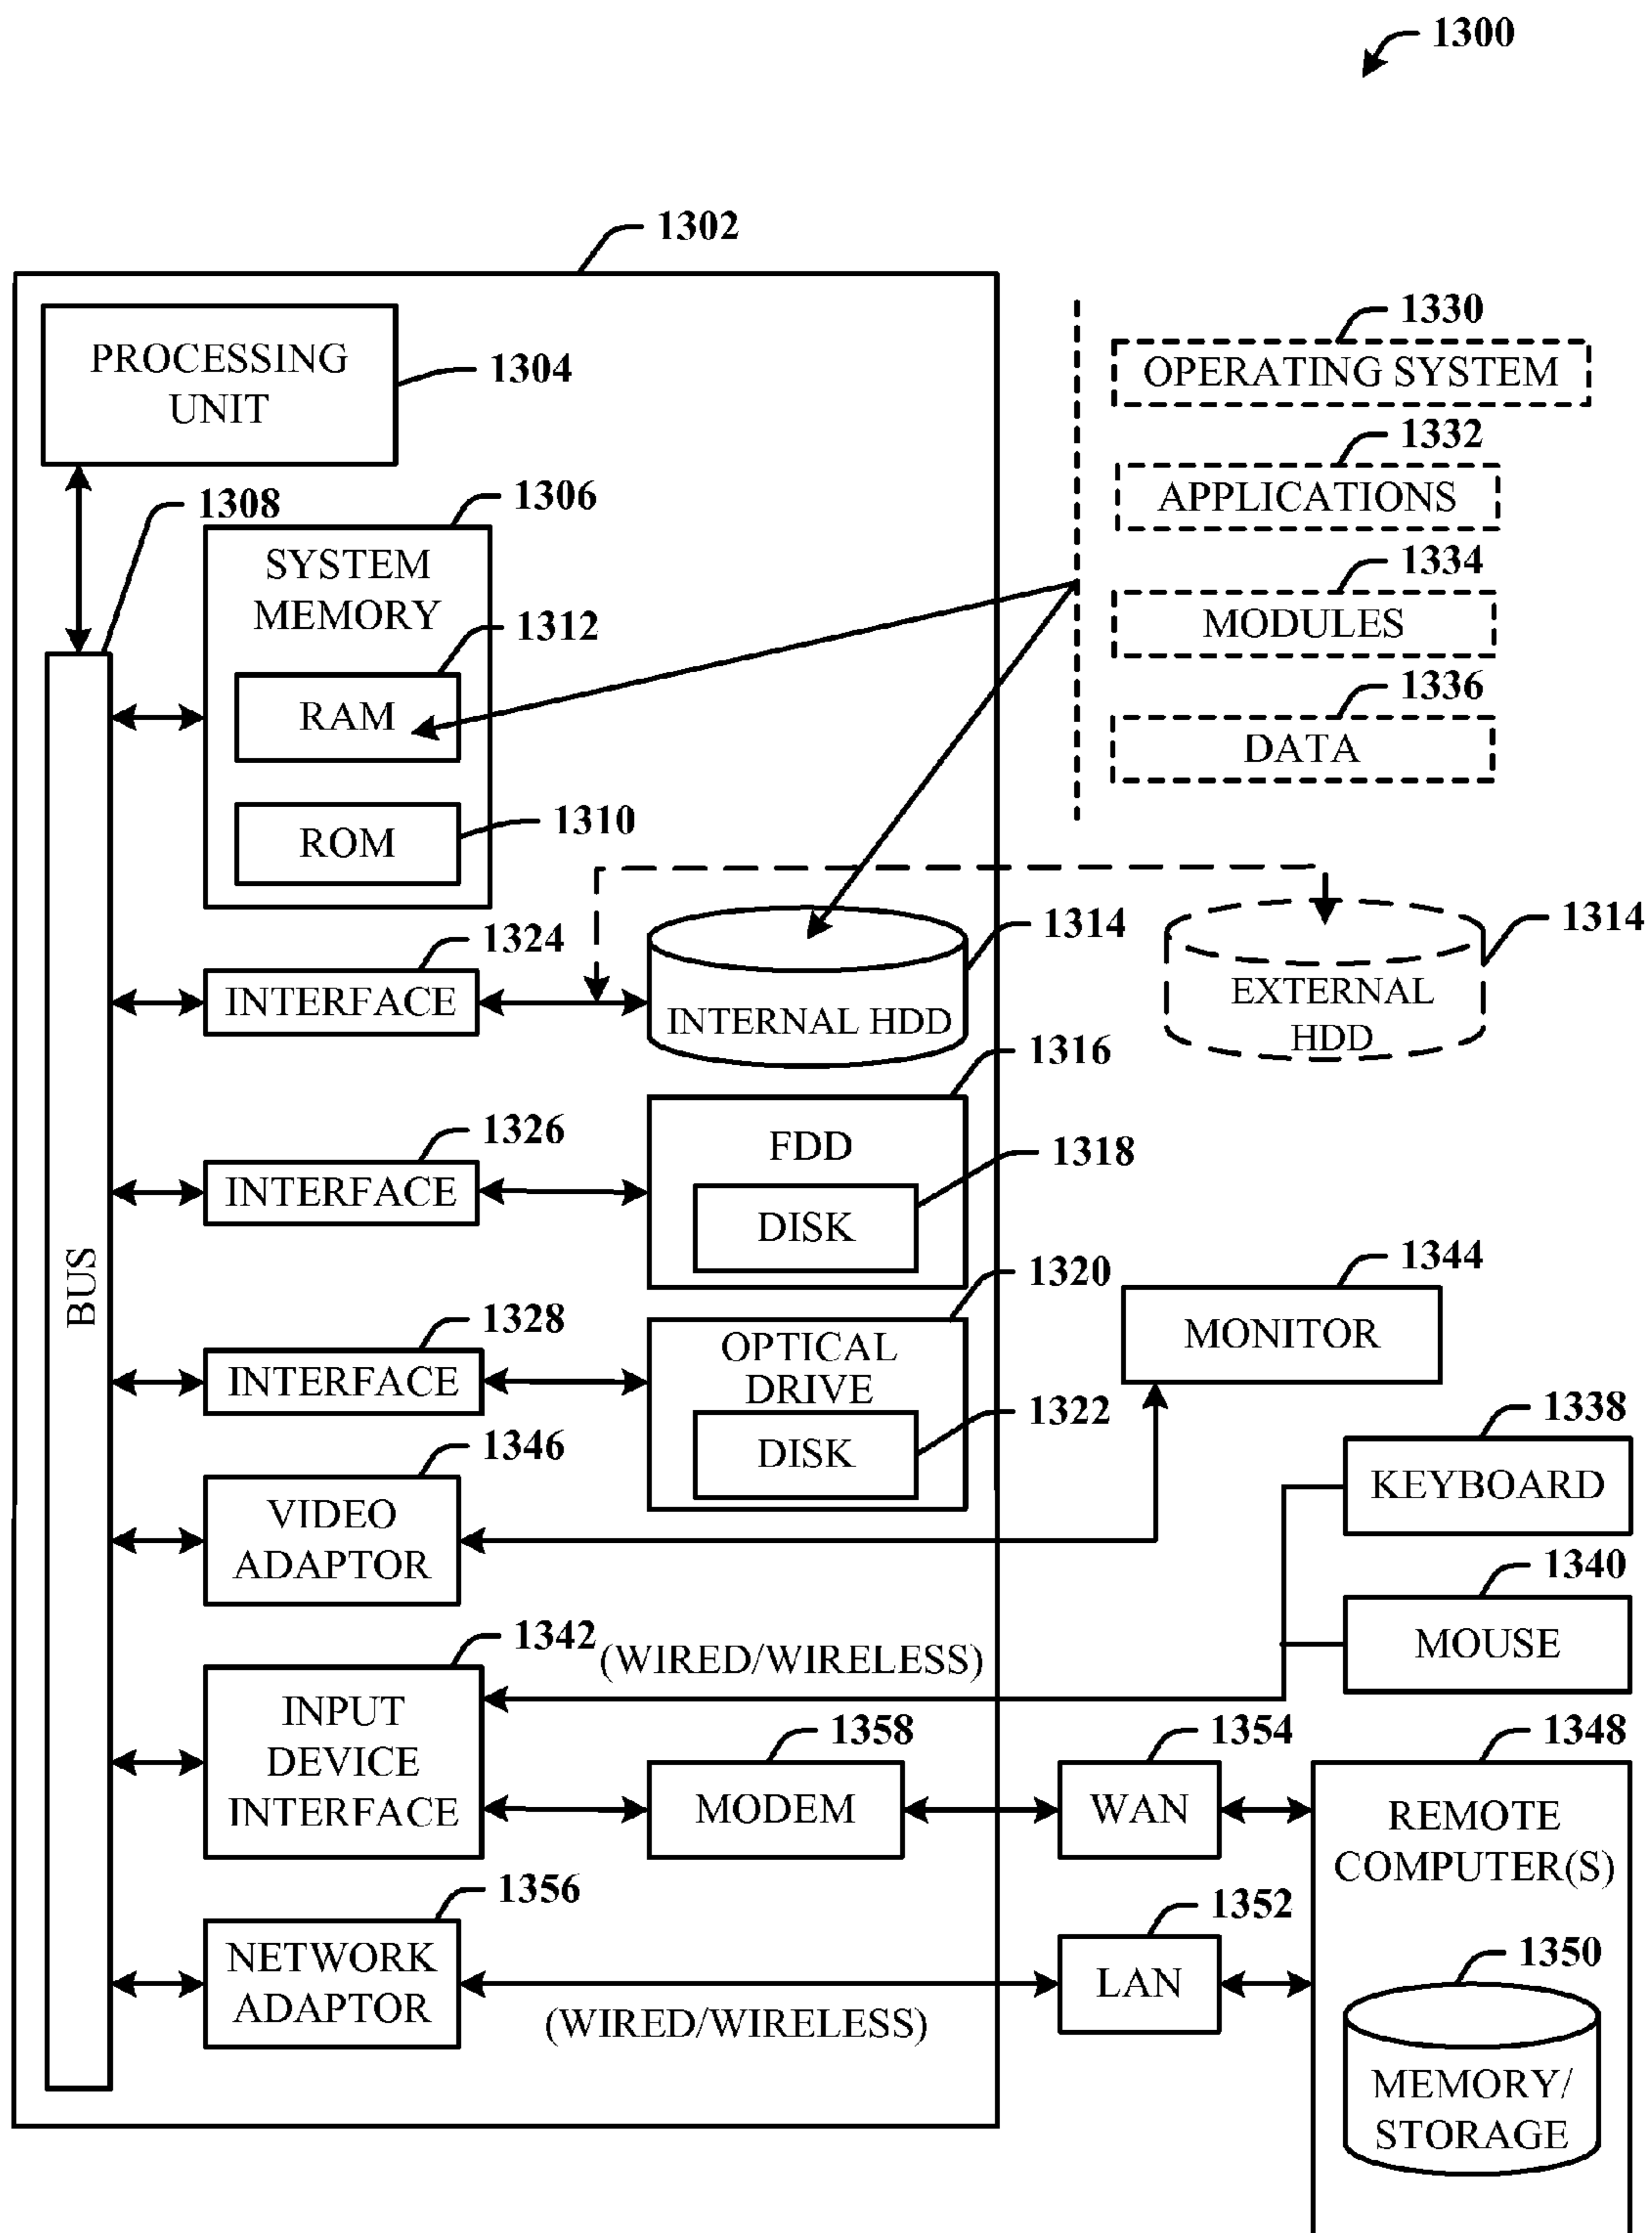 1300
1302
PROCESSING
UNIT
1304
1330
OPERATING SYSTEM
1332
APPLICATIONS
1334
MODULES
1336
DATA
1308
1306
SYSTEM
MEMORY
1312
RAM
1310
ROM
1324
INTERFACE
1314
INTERNAL HDD
1314
EXTERNAL
HDD
1326
INTERFACE
1316
FDD
1318
DISK
BUS
1328
INTERFACE
1320
OPTICAL
DRIVE
1322
DISK
1344
MONITOR
1346
VIDEO
ADAPTOR
1338
KEYBOARD
1340
MOUSE
1342
(WIRED/WIRELESS)
INPUT
DEVICE
INTERFACE
1358
MODEM
1354
WAN
1348
REMOTE
COMPUTER(S)
1356
NETWORK
ADAPTOR
(WIRED/WIRELESS)
1352
LAN
1350
MEMORY/
STORAGE